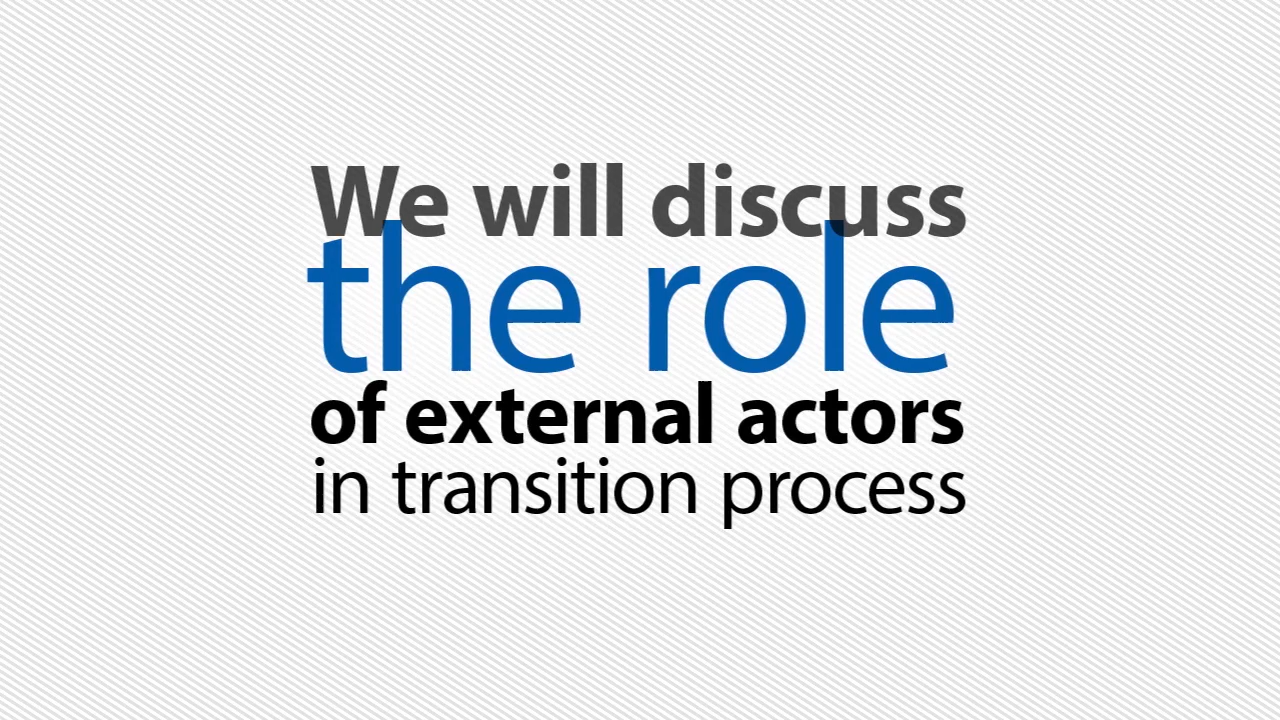 We will discuss
the role
of external actors
in transition process